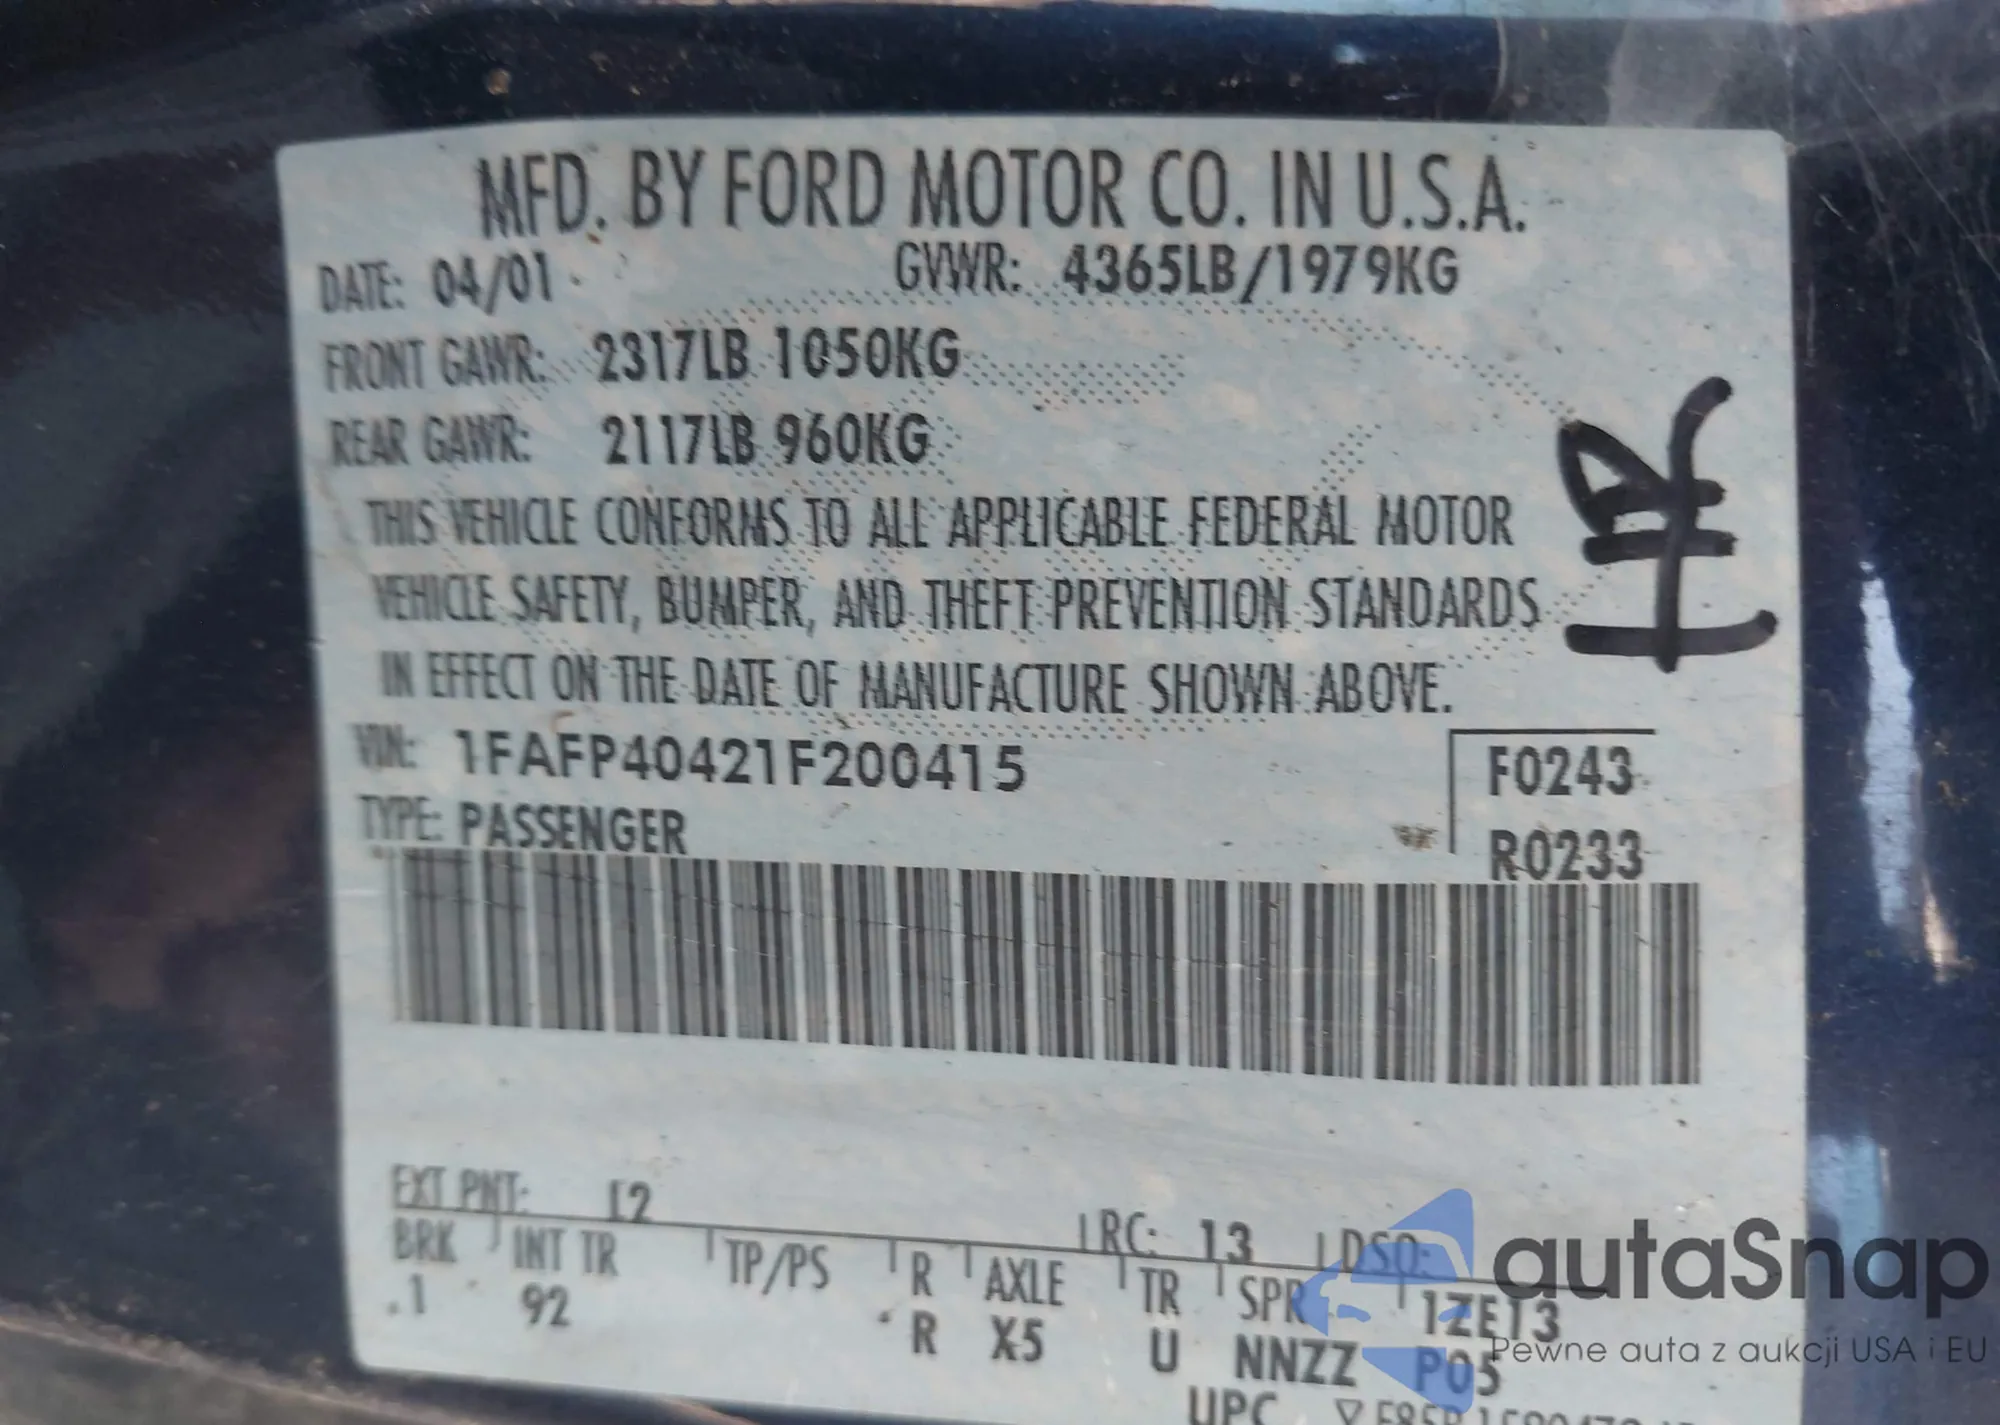 MFD. BY FORD MOTOR CO. IN U.S.A.
DATE: 04/01 GVWR: 4365LB/1979KG
FRONT GAWR: 2317LB 1050KG
REAR GAWR: 2117LB 960KG
THIS VEHICLE CONFORMS TO ALL APPLICABLE FEDERAL MOTOR
VEHICLE SAFETY, BUMPER, AND THEFT PREVENTION STANDARDS
IN EFFECT ON THE DATE OF MANUFACTURE SHOWN ABOVE.
VIN: 1FAFP40421F200415 F0243
TYPE: PASSENGER R0233
EXT PNT: L2 RC: 13 DSO:
BRK INT TR TP/PS R AXLE TR SPR 1ZE13
1 92 R X5 U NNZZ P05
UPC
autaSnap
Pewne auta z aukcji USA i EU